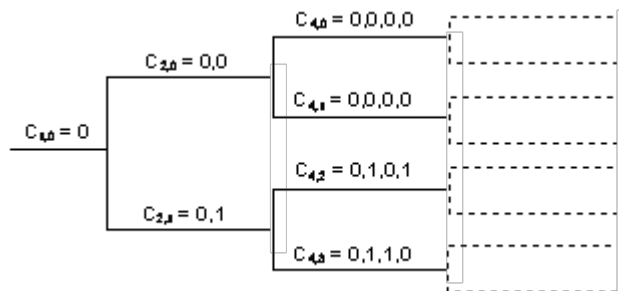 C4,0 = 0,0,0,0
C2,0 = 0,0
C4,1 = 0,0,0,0
C1,0 = 0
C4,2 = 0,1,0,1
C2,1 = 0,1
C4,3 = 0,1,1,0